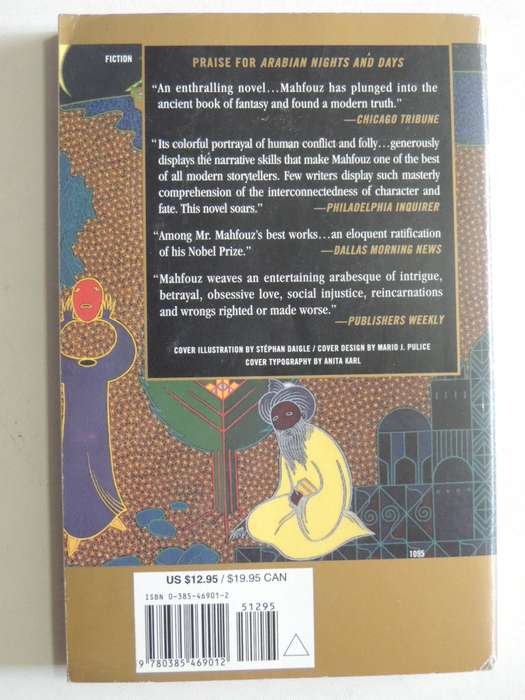 FICTION
PRAISE FOR ARABIAN NIGHTS AND DAYS
“An enthralling novel…Mahfouz has plunged into the
ancient book of fantasy and found a modern truth.”
—CHICAGO TRIBUNE
“Its colorful portrayal of human conflict and folly…generously
displays the narrative skills that make Mahfouz one of the best
of all modern storytellers. Few writers display such masterly
comprehension of the interconnectedness of character and
fate. This novel soars.” —PHILADELPHIA INQUIRER
“Among Mr. Mahfouz’s best works…an eloquent ratification
of his Nobel Prize.” —DALLAS MORNING NEWS
“Mahfouz weaves an entertaining arabesque of intrigue,
betrayal, obsessive love, social injustice, reincarnations
and wrongs righted or made worse.”
—PUBLISHERS WEEKLY
COVER ILLUSTRATION BY STÉPHAN DAIGLE / COVER DESIGN BY MARIO J. PULICE
COVER TYPOGRAPHY BY ANITA KARL
1095
US $12.95 / $19.95 CAN
ISBN 0-385-46901-2
51295
9 780385 469012